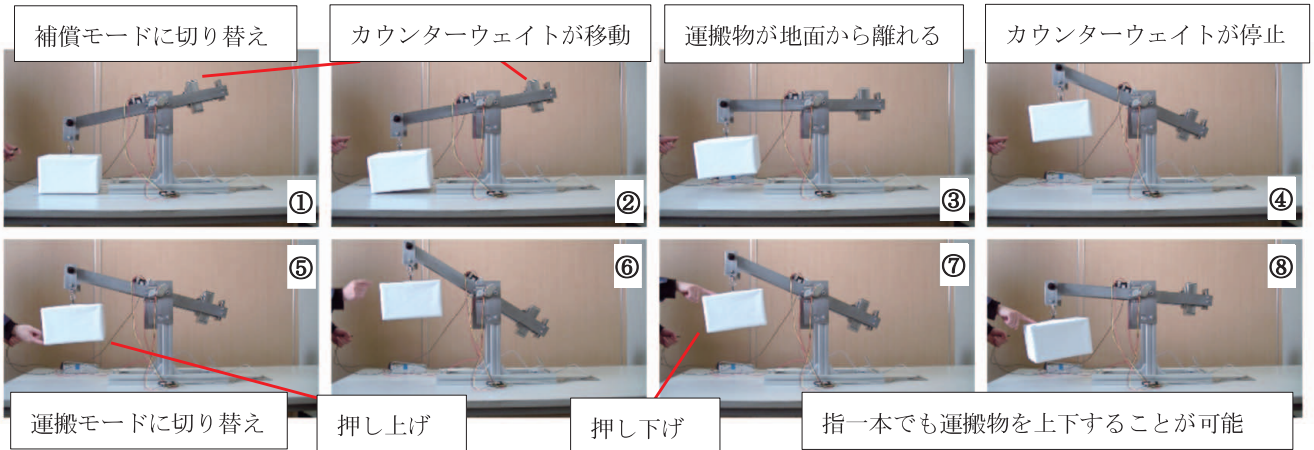 補償モードに切り替え
カウンターウェイトが移動
運搬物が地面から離れる
カウンターウェイトが停止
①
②
③
④
⑤
⑥
⑦
⑧
運搬モードに切り替え
押し上げ
押し下げ
指一本でも運搬物を上下することが可能